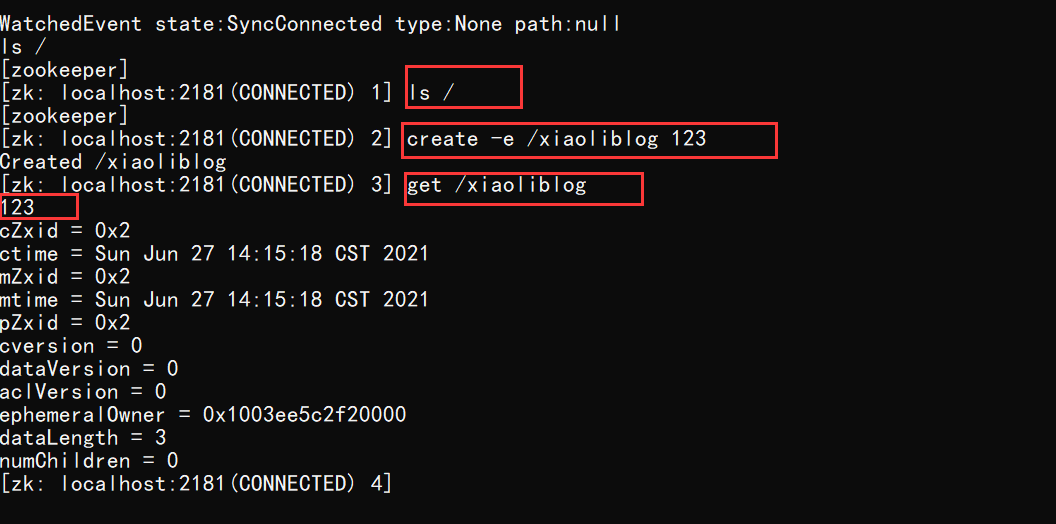 WatchedEvent state:SyncConnected type:None path:null
ls /
[zookeeper]
[zk: localhost:2181(CONNECTED) 1] ls /
[zookeeper]
[zk: localhost:2181(CONNECTED) 2] create -e /xiaoliblog 123
Created /xiaoliblog
[zk: localhost:2181(CONNECTED) 3] get /xiaoliblog
123
cZxid = 0x2
ctime = Sun Jun 27 14:15:18 CST 2021
mZxid = 0x2
mtime = Sun Jun 27 14:15:18 CST 2021
pZxid = 0x2
cversion = 0
dataVersion = 0
aclVersion = 0
ephemeralOwner = 0x1003ee5c2f20000
dataLength = 3
numChildren = 0
[zk: localhost:2181(CONNECTED) 4]